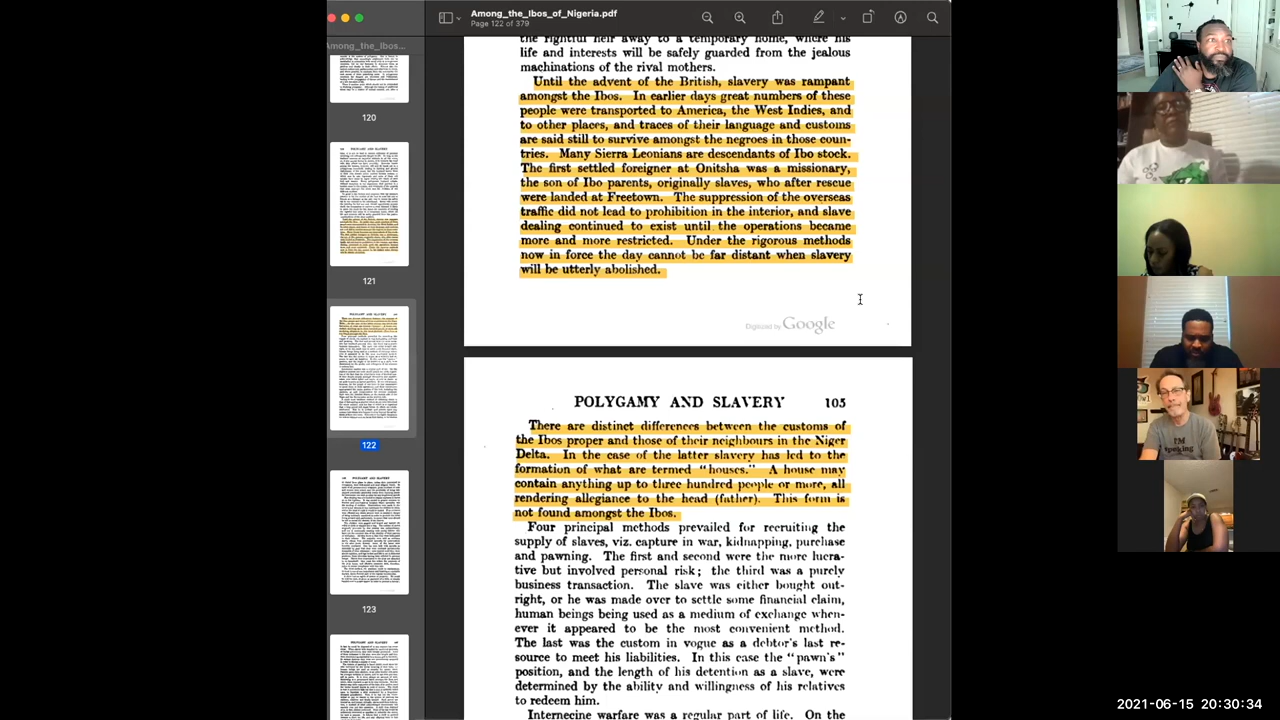 Among_the_Ibos_of_Nigeria.pdf
Page 122 of 379
Among_the_Ibos...
120
121
122
123
the rightful heir away to a temporary home, where his
life and interests will be safely guarded from the jealous
machinations of the rival mothers.
Until the advent of the British, slavery was rampant
amongst the Ibos. In earlier days great numbers of these
people were transported to America, the West Indies, and
to other places, and traces of their language and customs
are said still to survive amongst the negroes in those coun-
tries. Many Sierra Leonians are descendants of Ibo stock.
The first settled foreigner at Onitsha was a missionary,
the son of Ibo parents, originally slaves, who after rescue
were landed at Freetown. The suppression of the overseas
traffic did not lead to prohibition in the interior, and slave
dealing continued to exist until the operations became
more and more restricted. Under the rigorous methods
now in force the day cannot be far distant when slavery
will be utterly abolished.
Digitized by Google
POLYGAMY AND SLAVERY 105
There are distinct differences between the customs of
the Ibos proper and those of their neighbours in the Niger
Delta. In the case of the latter slavery has led to the
formation of what are termed "houses." A house may
contain anything up to three hundred people or more, all
rendering allegiance to the head (father). This form is
not found amongst the Ibos.
Four principal methods prevailed for recruiting the
supply of slaves, viz. capture in war, kidnapping, purchase
and pawning. The first and second were the more lucra-
tive but involved personal risk; the third was a purely
business transaction. The slave was either bought out-
right, or he was made over to settle some financial claim,
human beings being used as a medium of exchange when-
ever it appeared to be the most convenient method.
The last was the custom in vogue as a debtor's last re-
source to meet his liabilities. In this case the "pawn's"
position, and the length of his detention as a slave were
determined by the ability and willingness of his relatives
to redeem him.
Internecine warfare was a regular part of life. On the
I'M
speaking
2021-06-15 20:30:34